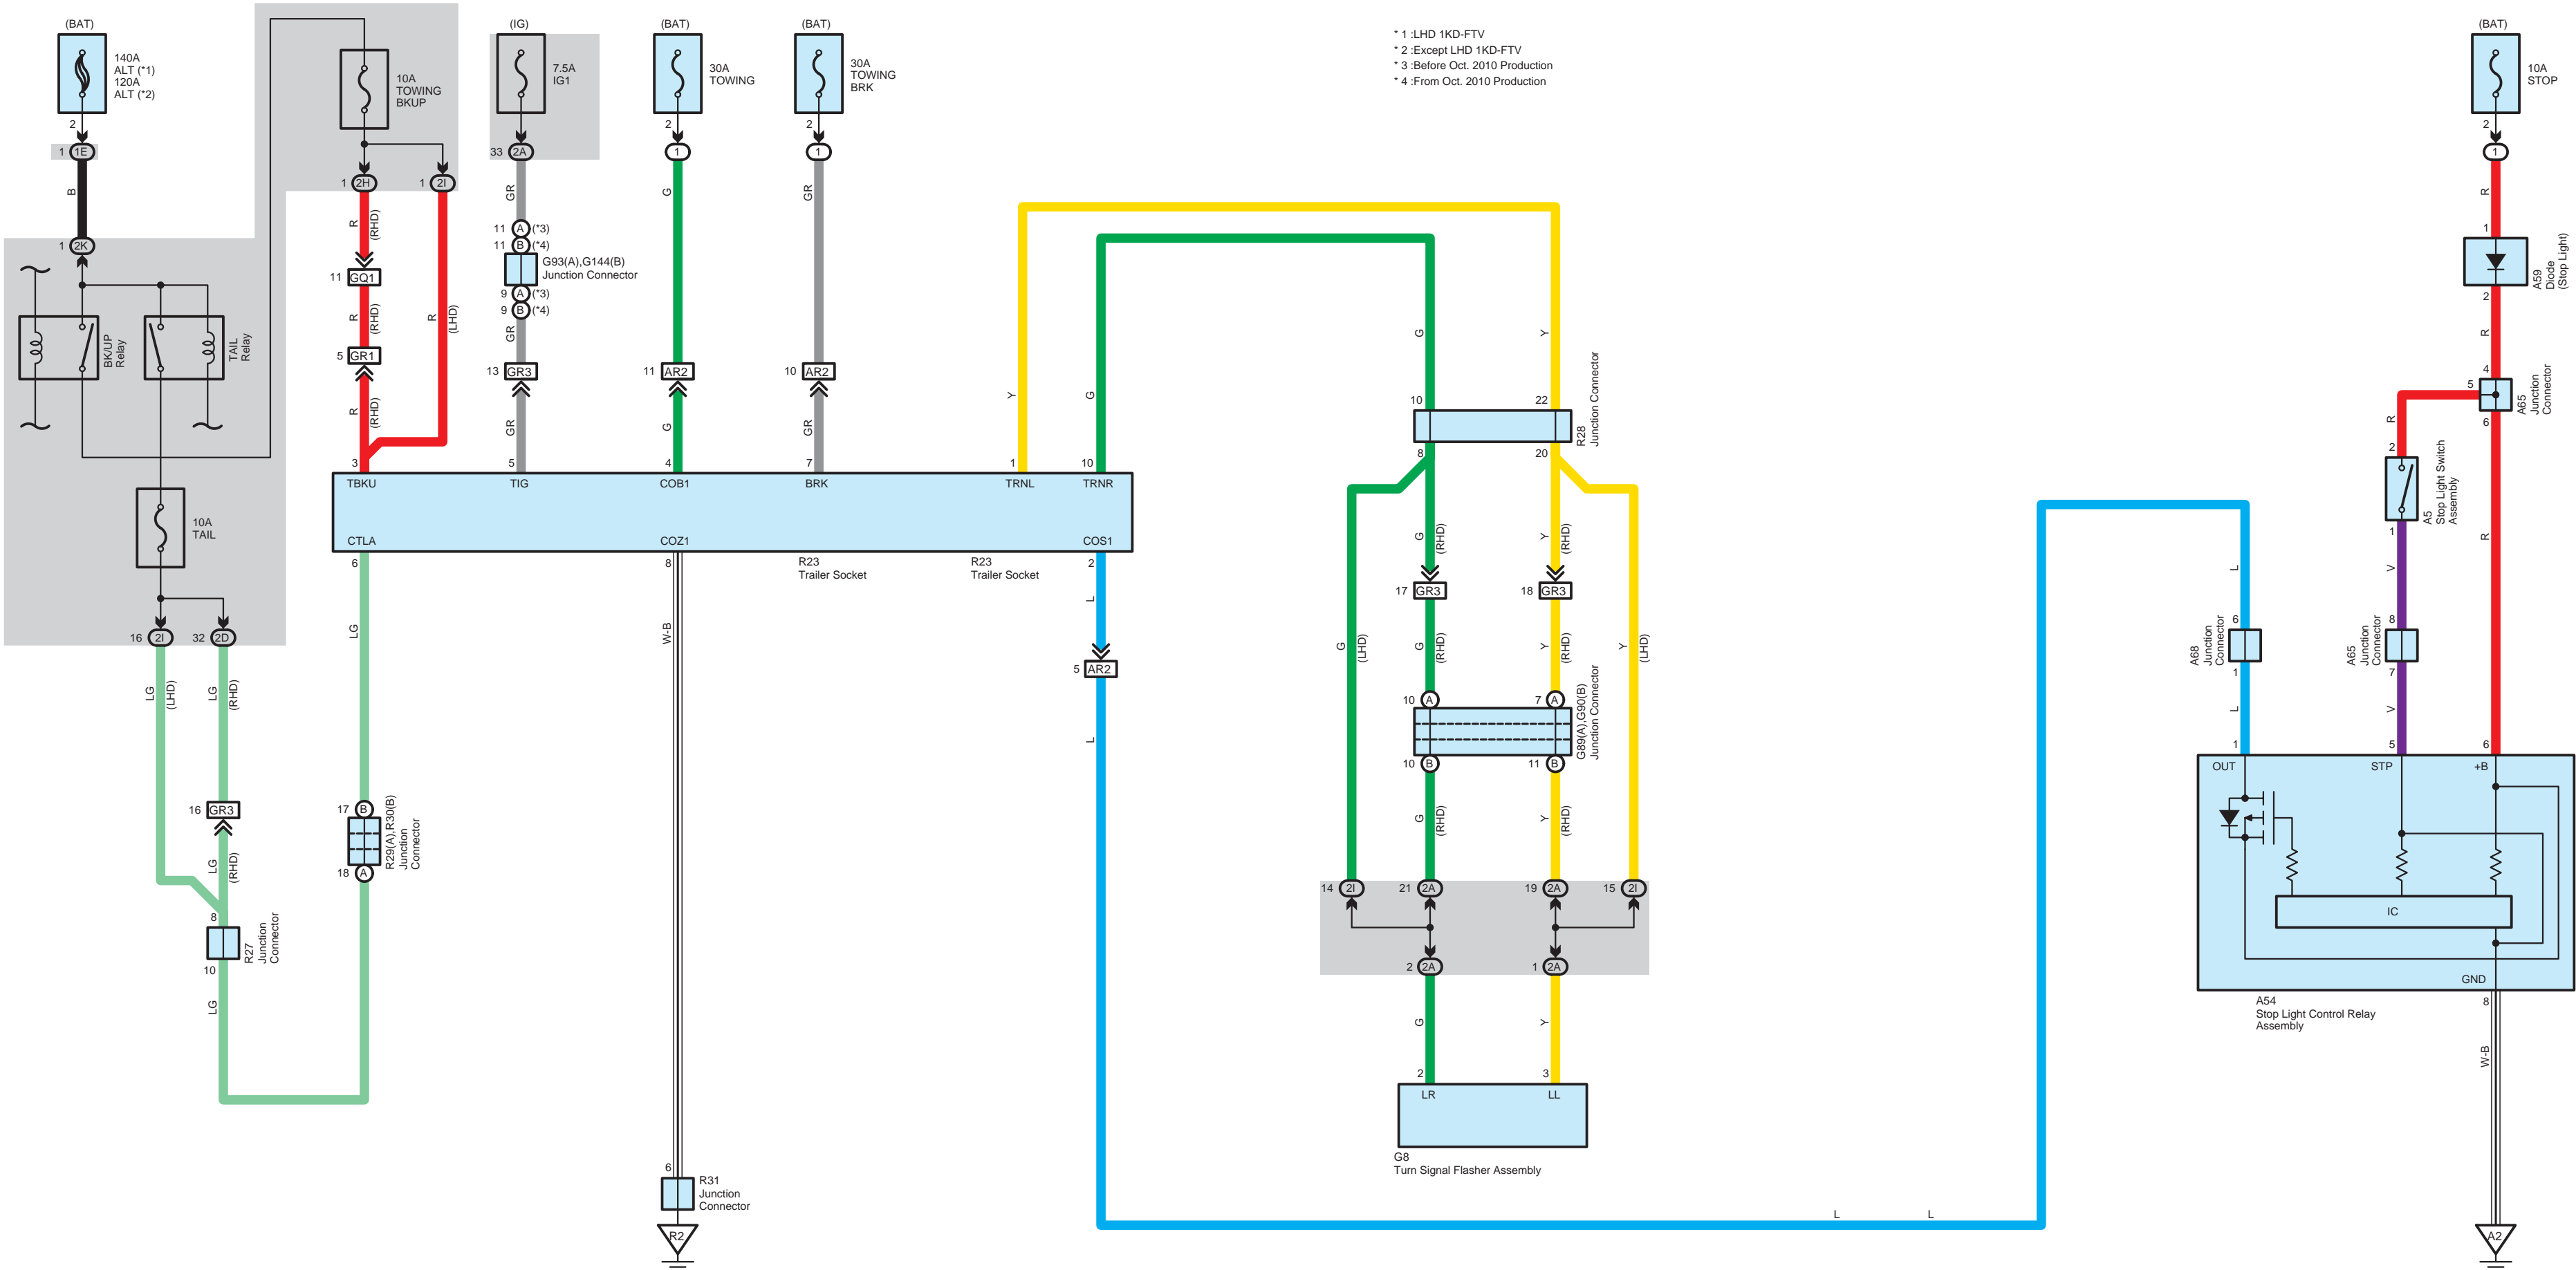 (BAT)
140A
ALT (*1)
120A
ALT (*2)
2
1 1E
B
1 2K
BK/UP
Relay
TAIL
Relay
10A
TAIL
16 2I
32 2D
LG
(LHD)
LG
(RHD)
16 GR3
LG
(RHD)
8
R27
Junction
Connector
10
LG
10A
TOWING
BKUP
1 2H
1 2I
R
(RHD)
11 GQ1
R
(RHD)
R
(LHD)
5 GR1
R
(RHD)
3
(IG)
7.5A
IG1
33 2A
GR
11 A (*3)
11 B (*4)
G93(A),G144(B)
Junction Connector
9 A (*3)
9 B (*4)
GR
13 GR3
GR
5
(BAT)
30A
TOWING
2
1
G
11 AR2
G
4
(BAT)
30A
TOWING
BRK
2
1
GR
10 AR2
GR
7
* 1 :LHD 1KD-FTV
* 2 :Except LHD 1KD-FTV
* 3 :Before Oct. 2010 Production
* 4 :From Oct. 2010 Production
Y
1
G
10
TBKU
TIG
COB1
BRK
TRNL
TRNR
CTLA
COZ1
COS1
6
8
R23
Trailer Socket
R23
Trailer Socket
2
LG
17 B
R29(A),R30(B)
Junction
Connector
18 A
W-B
6
R31
Junction
Connector
R2
L
5 AR2
L
L
L
G
Y
10
22
R28
Junction Connector
8
20
G
(RHD)
Y
(RHD)
17 GR3
18 GR3
G
(LHD)
G
(RHD)
Y
(RHD)
Y
(LHD)
10 A
7 A
G89(A),G90(B)
Junction Connector
10 B
11 B
G
(RHD)
Y
(RHD)
14 2I
21 2A
19 2A
15 2I
2 2A
1 2A
G
Y
2
3
LR
LL
G8
Turn Signal Flasher Assembly
(BAT)
10A
STOP
2
1
R
1
A59
Diode
(Stop Light)
2
R
4
5
A65
Junction
Connector
6
R
2
A5
Stop Light Switch
Assembly
1
R
L
V
6
A68
Junction
Connector
1
8
A65
Junction
Connector
7
L
V
1
5
6
OUT
STP
+B
IC
GND
A54
Stop Light Control Relay
Assembly
8
W-B
A2